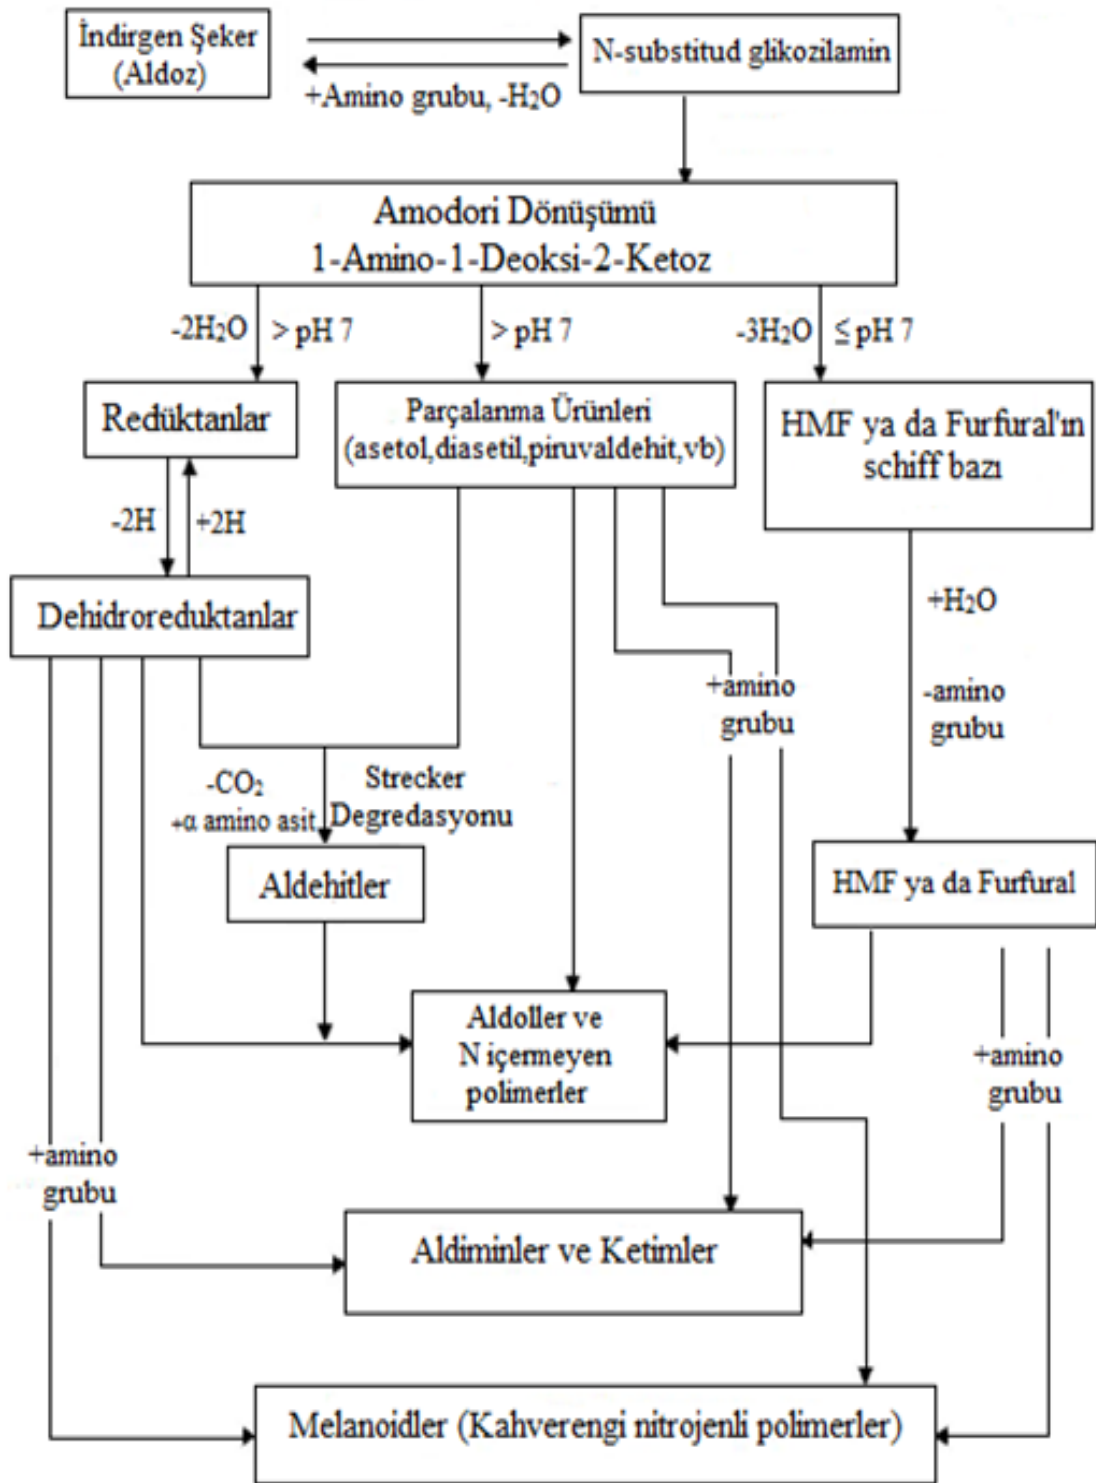 İndirgen Şeker
(Aldoz)
+Amino grubu, -H₂O
N-substitud glikozilamin
Amodori Dönüşümü
1-Amino-1-Deoksi-2-Ketoz
-2H₂O
> pH 7
> pH 7
-3H₂O
≦ pH 7
Redüktanlar
Parçalanma Ürünleri
(asetol,diasetil,piruvaldehit,vb)
HMF ya da Furfural'ın
schiff bazı
-2H
+2H
Dehidroreduktanlar
+H₂O
-amino
grubu
+amino
grubu
-CO₂
+α amino asit
Strecker
Degredasyonu
Aldehitler
HMF ya da Furfural
Aldoller ve
N içermeyen
polimerler
+amino
grubu
+amino
grubu
Aldiminler ve Ketimler
Melanoidler (Kahverengi nitrojenli polimerler)